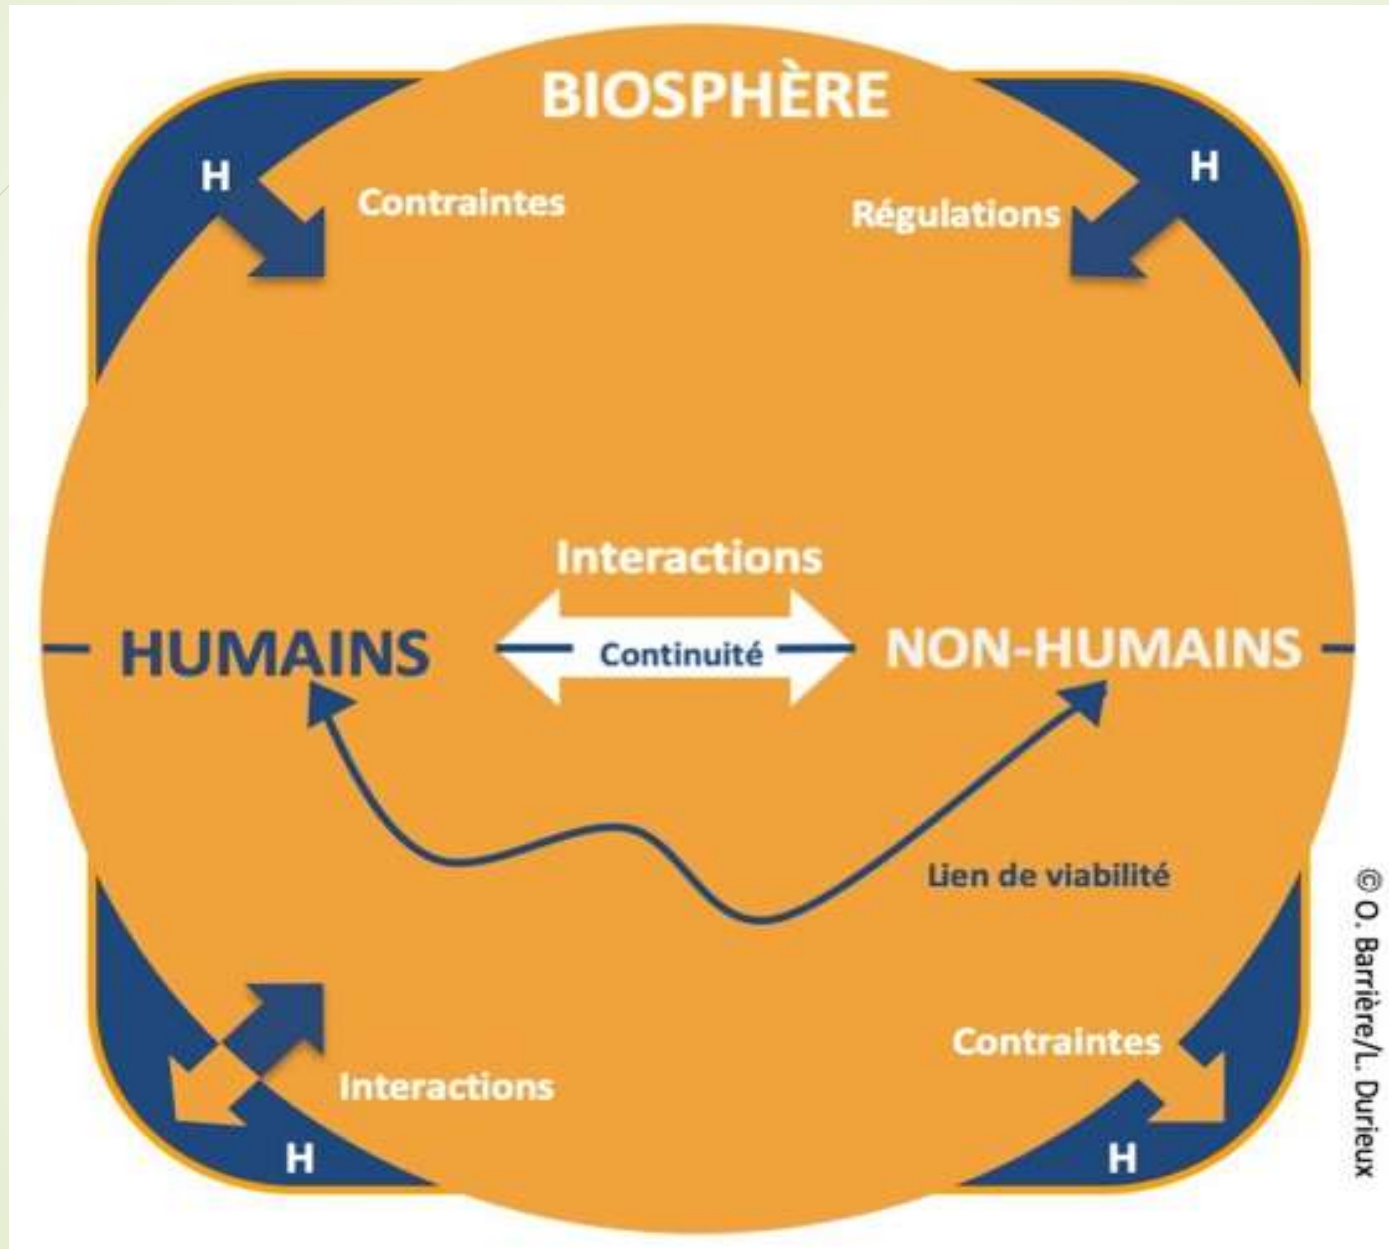 BIOSPHÈRE
H
H
Contraintes
Régulations
Interactions
HUMAINS
Continuité
NON-HUMAINS
Lien de viabilité
Contraintes
Interactions
H
H
© O. Barrière/L. Durieux